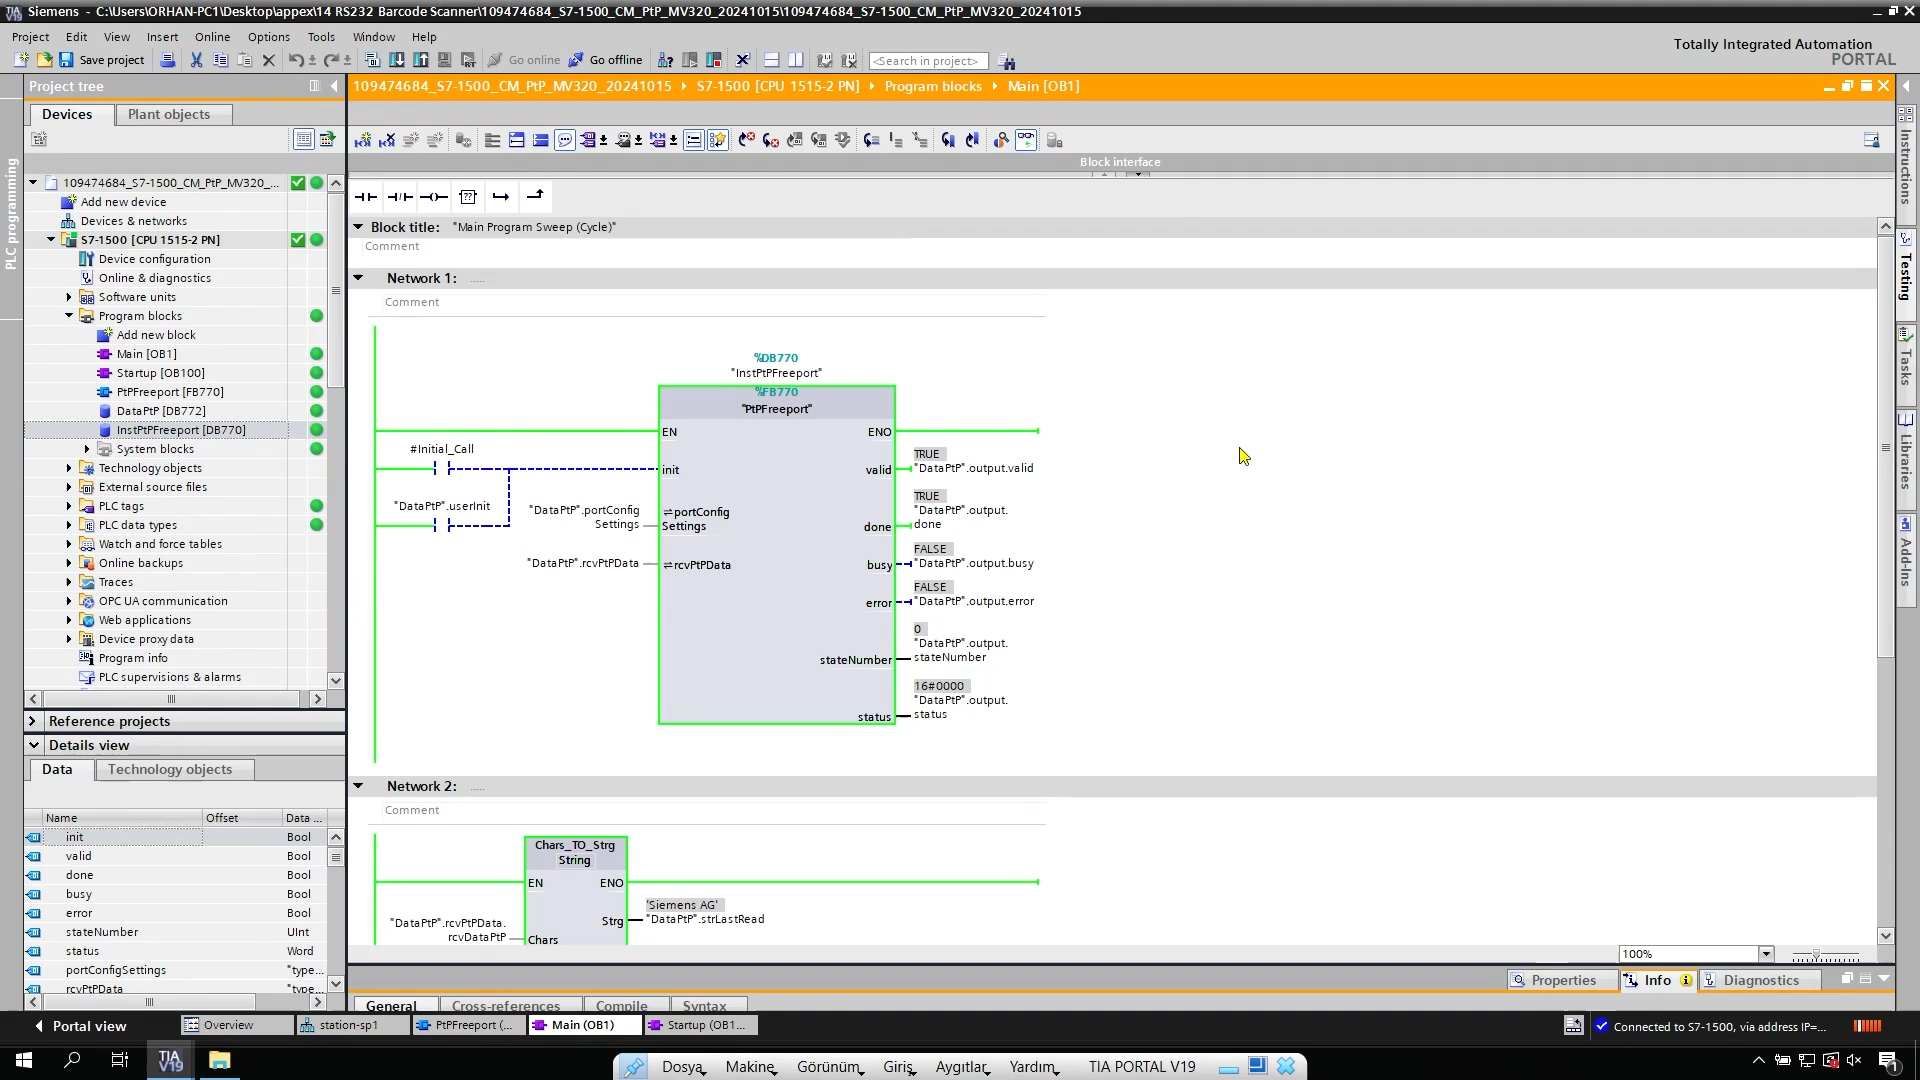 Siemens - C:\Users\ORHAN-PC1\Desktop\appex\14 RS232 Barcode Scanner\109474684_S7-1500_CM_PtP_MV320_20241015\109474684_S7-1500_CM_PtP_MV320_20241015
Project Edit View Insert Online Options Tools Window Help
Totally Integrated Automation
PORTAL
Save project
Go online
Go offline
<Search in project>
Project tree
109474684_S7-1500_CM_PtP_MV320_20241015 S7-1500 [CPU 1515-2 PN] Program blocks Main [OB1]
Devices
Plant objects
Block interface
PLC programming
109474684_S7-1500_CM_PtP_MV320_...
Add new device
Devices & networks
S7-1500 [CPU 1515-2 PN]
Device configuration
Online & diagnostics
Software units
Program blocks
Add new block
Main [OB1]
Startup [OB100]
PtPFreeport [FB770]
DataPtP [DB772]
InstPtPFreeport [DB770]
System blocks
Technology objects
External source files
PLC tags
PLC data types
Watch and force tables
Online backups
Traces
OPC UA communication
Web applications
Device proxy data
Program info
PLC supervisions & alarms
Reference projects
Details view
Data
Technology objects
Name Offset Data ...
init Bool
valid Bool
done Bool
busy Bool
error Bool
stateNumber UInt
status Word
portConfigSettings "type...
rcvPtPData "type...
??
Block title: "Main Program Sweep (Cycle)"
Comment
Network 1: .....
Comment
%DB770
"InstPtPFreeport"
%FB770
"PtPFreeport"
EN ENO
#Initial_Call
init
"DataPtP".userInit
"DataPtP".portConfig
Settings
portConfig
Settings
"DataPtP".rcvPtPData
rcvPtPData
TRUE
valid "DataPtP".output.valid
TRUE
"DataPtP".output.
done
done
FALSE
busy "DataPtP".output.busy
FALSE
error "DataPtP".output.error
0
"DataPtP".output.
stateNumber
stateNumber
16#0000
"DataPtP".output.
status
status
Network 2: .....
Comment
Chars_TO_Strg
String
EN ENO
'Siemens AG'
Strg "DataPtP".strLastRead
"DataPtP".rcvPtPData.
rcvDataPtP
Chars
100%
Properties
Info
Diagnostics
General
Cross-references
Compile
Syntax
Instructions
Testing
Tasks
Libraries
Add-Ins
Portal view
Overview
station-sp1
PtPFreeport (...
Main (OB1)
Startup (OB1...
Connected to S7-1500, via address IP=...
TIA
V19
Dosya Makine Görünüm Giriş Aygıtlar Yardım TIA PORTAL V19
1